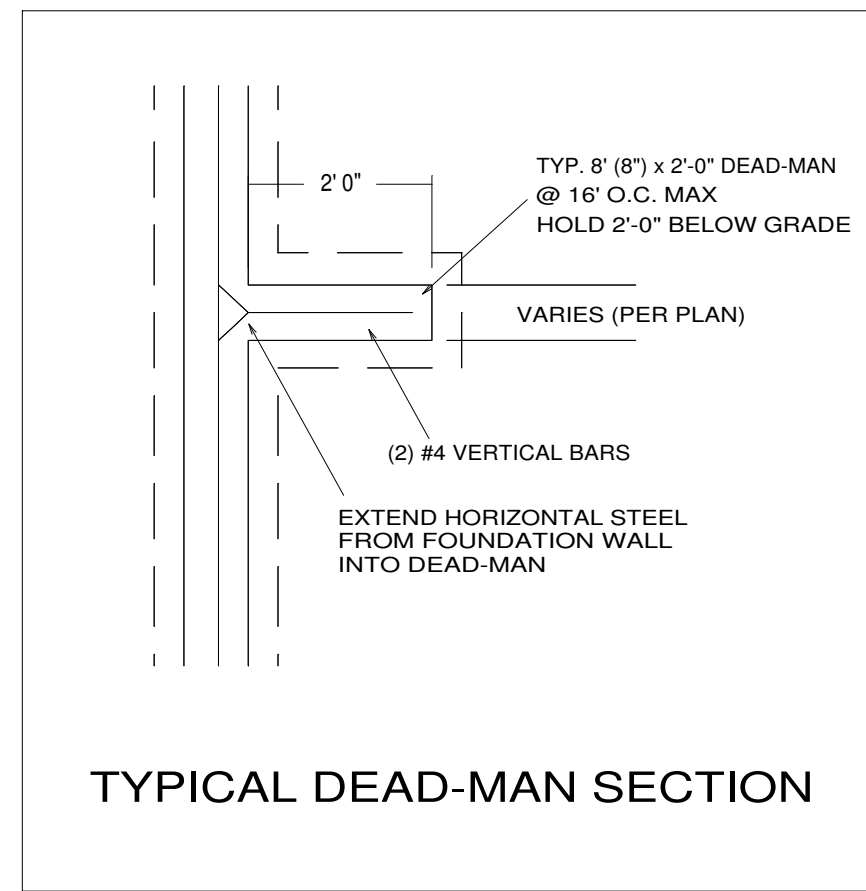 2' 0"
TYP. 8' (8") x 2'-0" DEAD-MAN
@ 16' O.C. MAX
HOLD 2'-0" BELOW GRADE
VARIES (PER PLAN)
(2) #4 VERTICAL BARS
EXTEND HORIZONTAL STEEL
FROM FOUNDATION WALL
INTO DEAD-MAN
TYPICAL DEAD-MAN SECTION